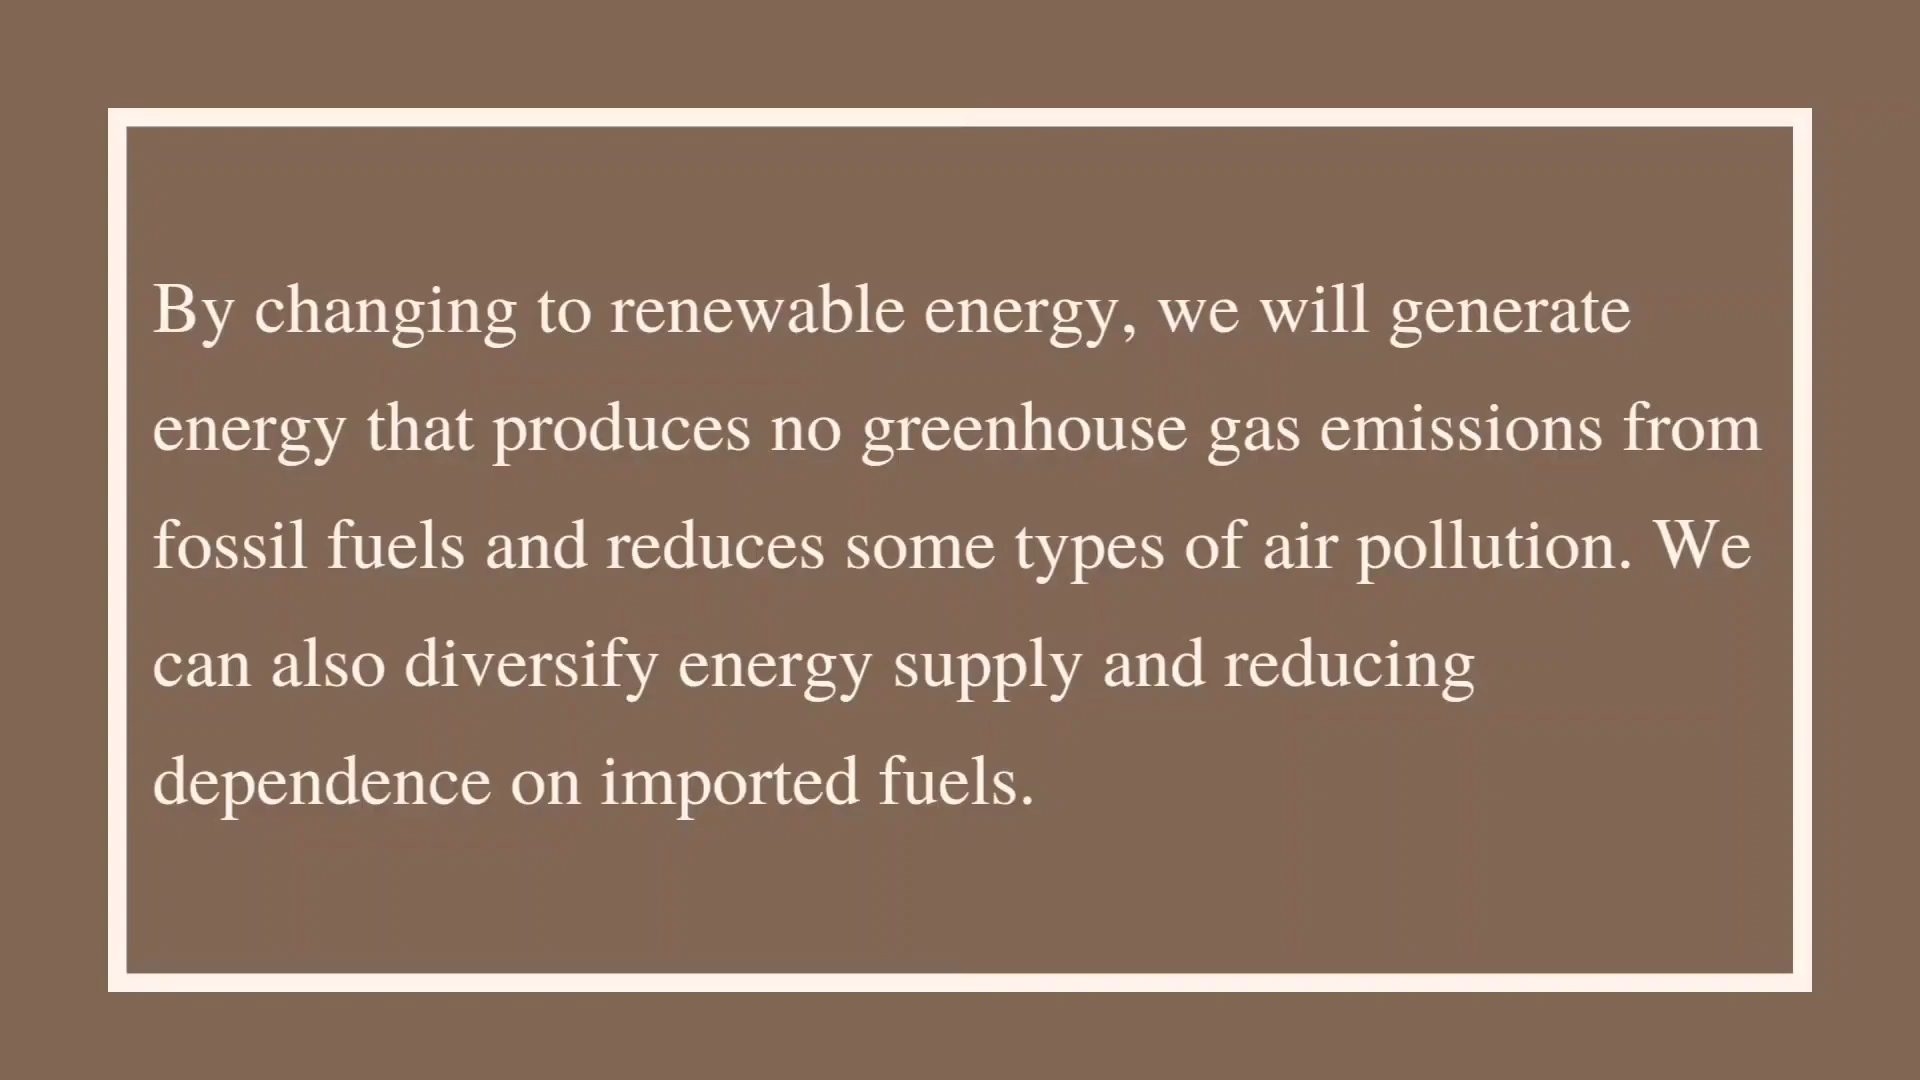 By changing to renewable energy, we will generate
energy that produces no greenhouse gas emissions from
fossil fuels and reduces some types of air pollution. We
can also diversify energy supply and reducing
dependence on imported fuels.